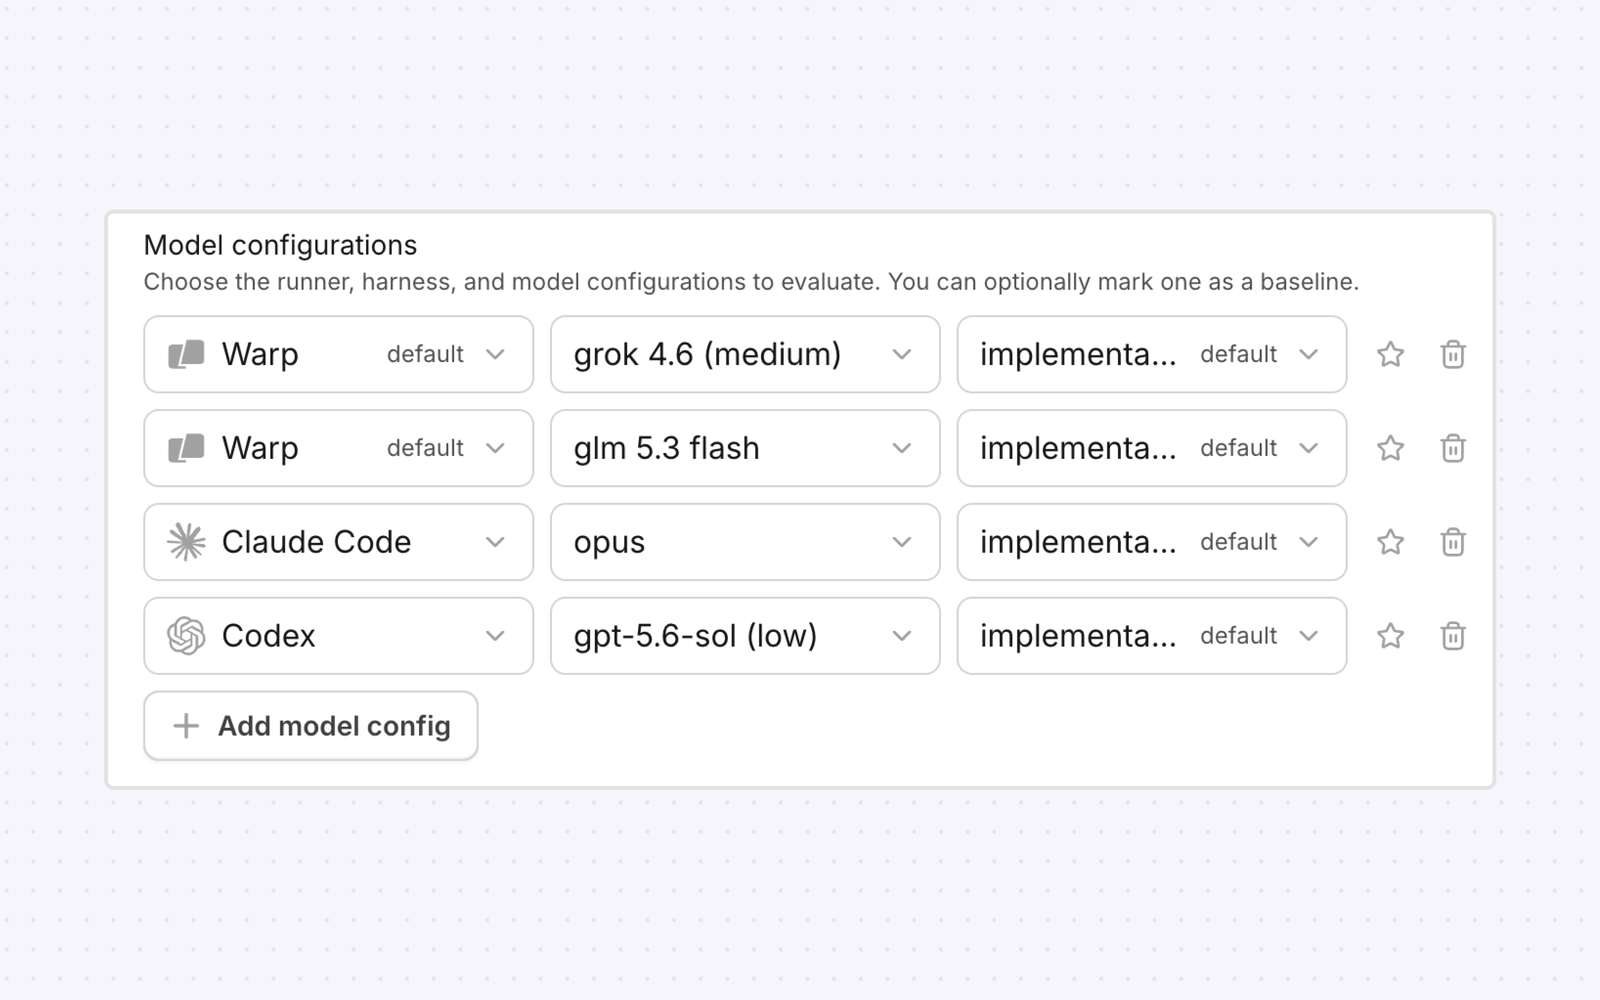 Model configurations
Choose the runner, harness, and model configurations to evaluate. You can optionally mark one as a baseline.
Warp default grok 4.6 (medium) implementa... default
Warp default glm 5.3 flash implementa... default
Claude Code opus implementa... default
Codex gpt-5.6-sol (low) implementa... default
Add model config